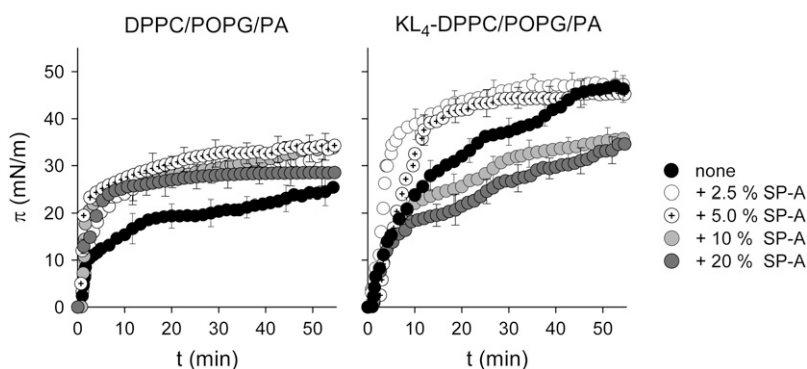 DPPC/POPG/PA
KL4-DPPC/POPG/PA
50
40
30
20
10
0
π (mN/m)
0 10 20 30 40 50
0 10 20 30 40 50
t (min)
t (min)
none
+ 2.5 % SP-A
+ 5.0 % SP-A
+ 10 % SP-A
+ 20 % SP-A